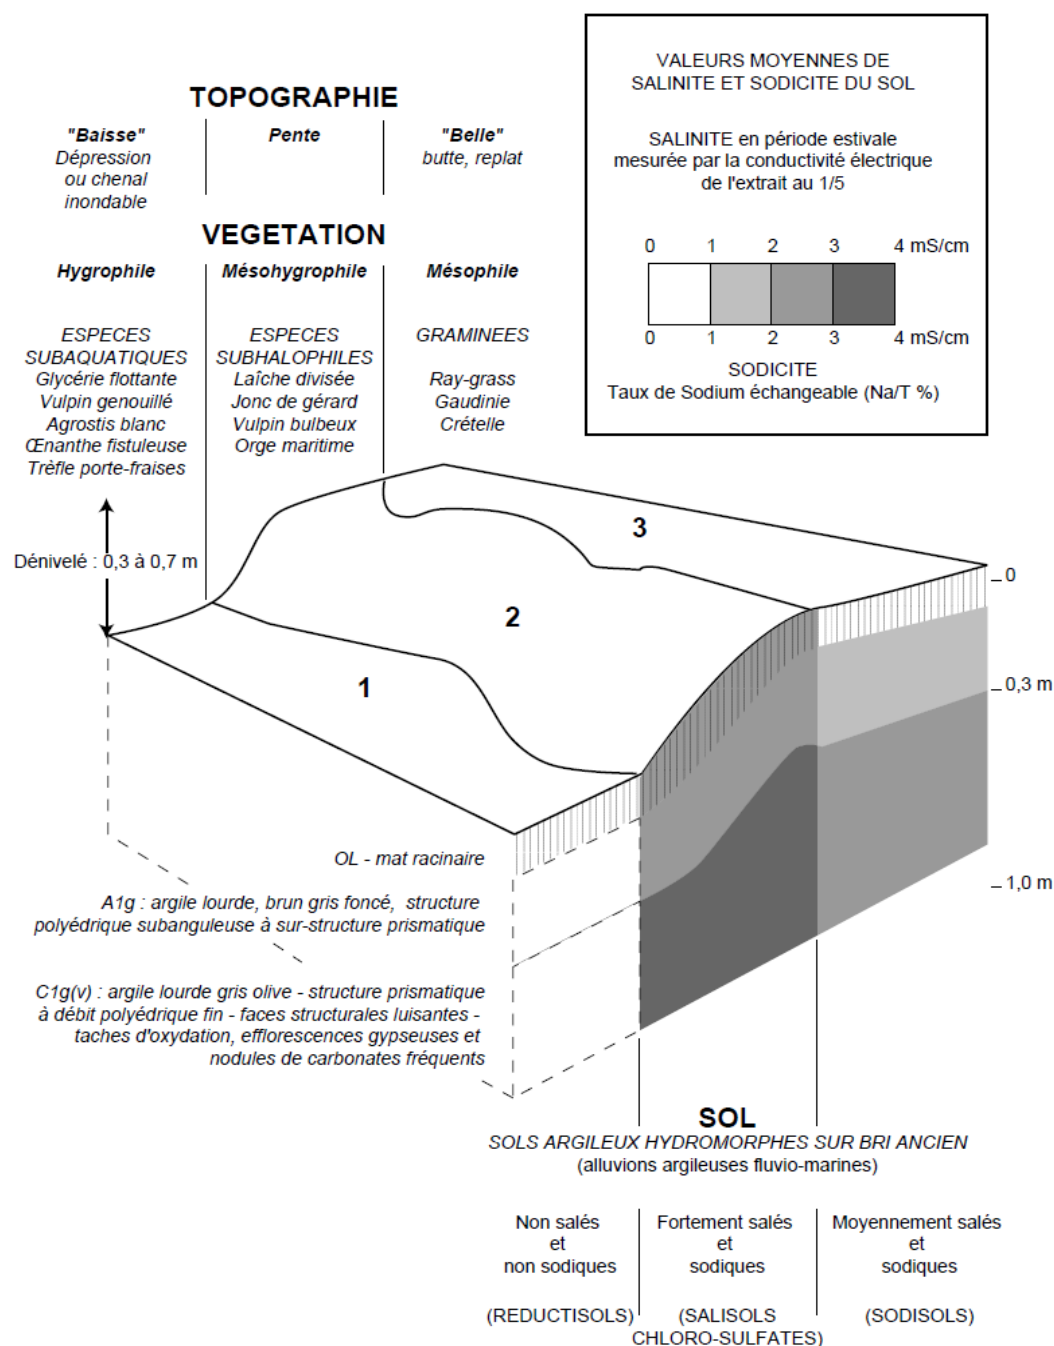 VALEURS MOYENNES DE
SALINITE ET SODICITE DU SOL
SALINITE en période estivale
mesurée par la conductivité électrique
de l'extrait au 1/5
0 1 2 3 4 mS/cm
0 1 2 3 4 mS/cm
SODICITE
Taux de Sodium échangeable (Na/T %)
TOPOGRAPHIE
"Baisse"
Dépression
ou chenal
inondable
Pente
"Belle"
butte, replat
VEGETATION
Hygrophile
Mésohygrophile
Mésophile
ESPECES
SUBAQUATIQUES
Glycérie flottante
Vulpin genouillé
Agrostis blanc
Œnanthe fistuleuse
Trèfle porte-fraises
ESPECES
SUBHALOPHILES
Laîche divisée
Jonc de gérard
Vulpin bulbeux
Orge maritime
GRAMINEES
Ray-grass
Gaudinie
Crételle
Dénivelé : 0,3 à 0,7 m
3
2
1
0
0,3 m
1,0 m
OL - mat racinaire
A1g : argile lourde, brun gris foncé, structure
polyédrique subanguleuse à sur-structure prismatique
C1g(v) : argile lourde gris olive - structure prismatique
à débit polyédrique fin - faces structurales luisantes -
taches d'oxydation, efflorescences gypseuses et
nodules de carbonates fréquents
SOL
SOLS ARGILEUX HYDROMORPHES SUR BRI ANCIEN
(alluvions argileuses fluvio-marines)
Non salés
et
non sodiques
(REDUCTISOLS)
Fortement salés
et
sodiques
(SALISOLS
CHLORO-SULFATES)
Moyennement salés
et
sodiques
(SODISOLS)